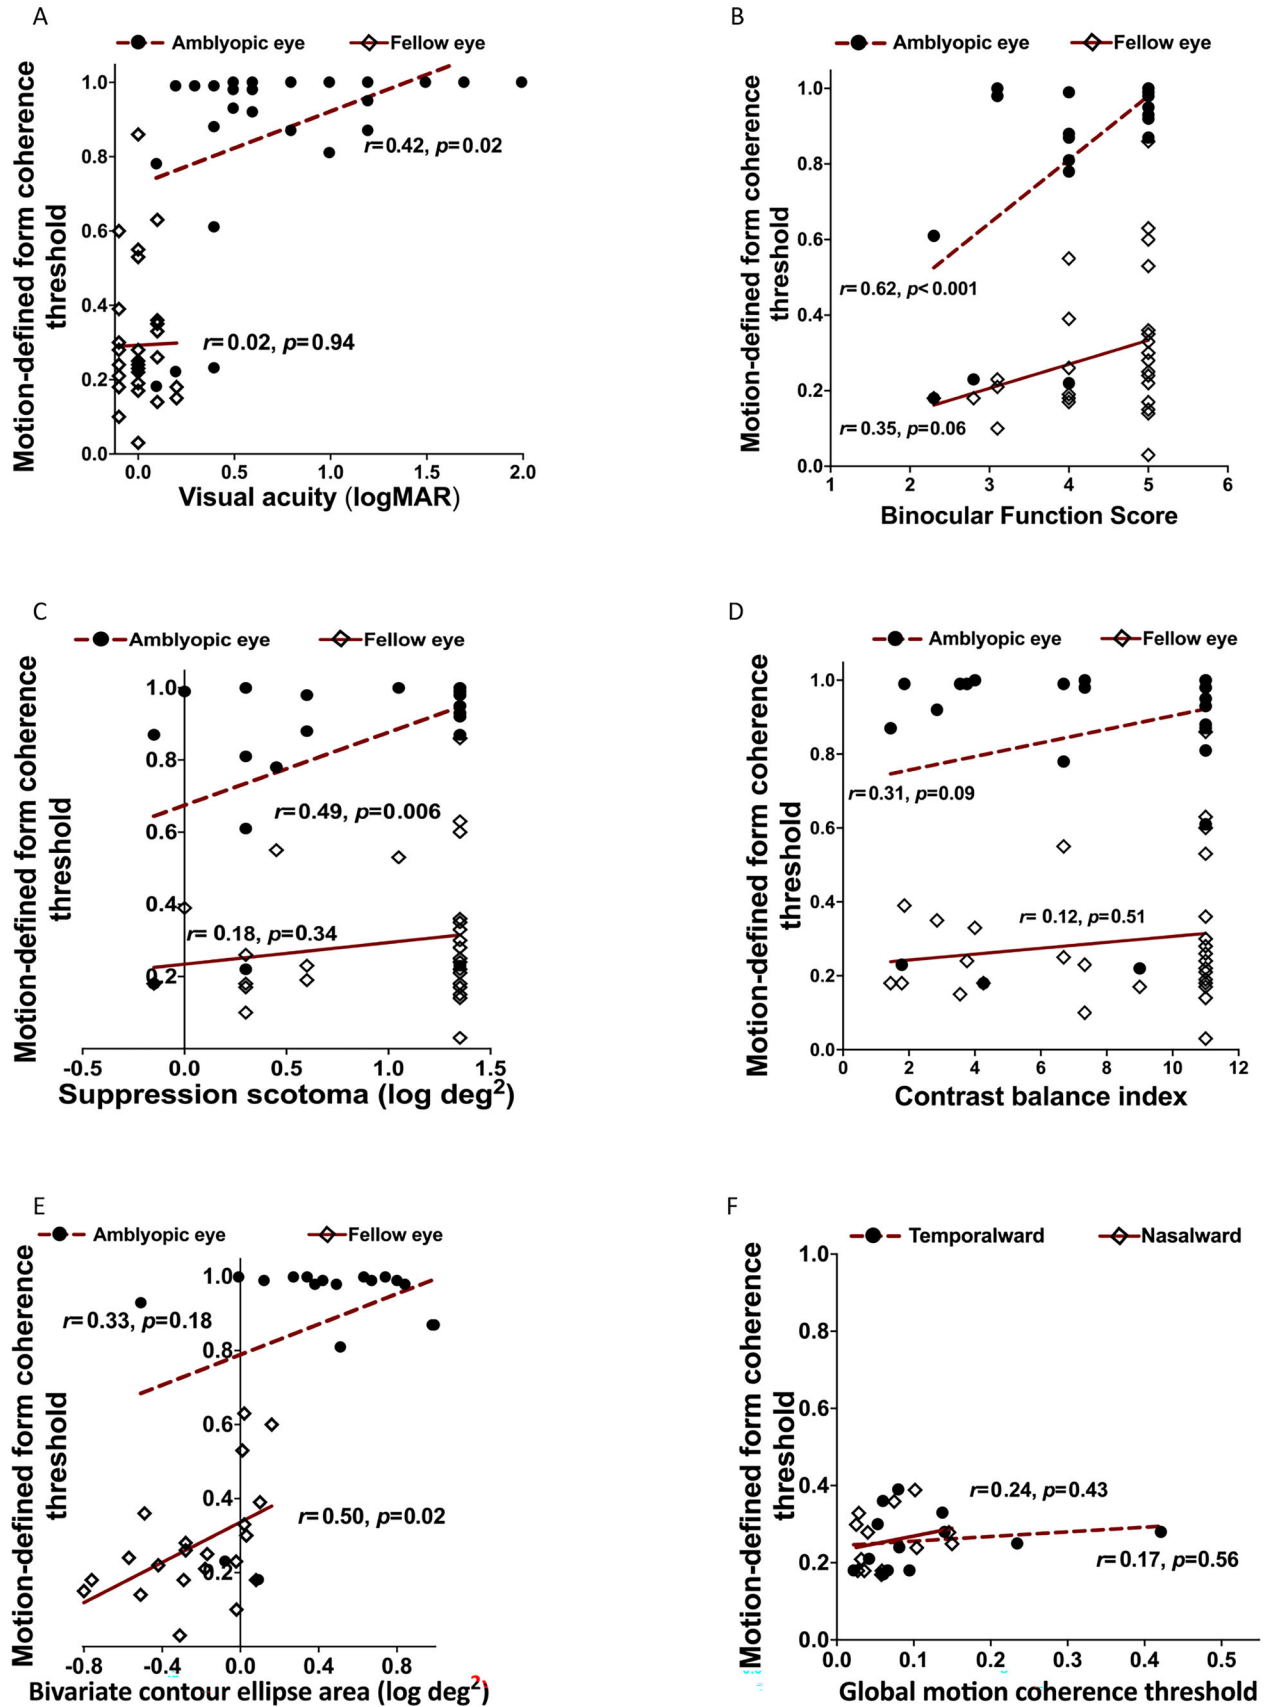 A
Amblyopic eye Fellow eye
Motion-defined form coherence
threshold
1.0
0.8
0.6
0.4
0.2
0.0
r=0.42, p=0.02
r=0.02, p=0.94
0.0 0.5 1.0 1.5 2.0
Visual acuity (logMAR)
B
Amblyopic eye Fellow eye
Motion-defined form coherence
threshold
1.0
0.8
0.6
0.4
0.2
0.0
r=0.62, p<0.001
r=0.35, p=0.06
1 2 3 4 5 6
Binocular Function Score
C
Amblyopic eye Fellow eye
Motion-defined form coherence
threshold
1.0
0.8
0.6
0.4
0.2
r=0.49, p=0.006
r= 0.18, p=0.34
-0.5 0.0 0.5 1.0 1.5
Suppression scotoma (log deg2)
D
Amblyopic eye Fellow eye
Motion-defined form coherence
threshold
1.0
0.8
0.6
0.4
0.2
0.0
r=0.31, p=0.09
r= 0.12, p=0.51
0 2 4 6 8 10 12
Contrast balance index
E
Amblyopic eye Fellow eye
Motion-defined form coherence
threshold
1.0
0.8
0.6
0.4
0.2
r=0.33, p=0.18
r=0.50, p=0.02
-0.8 -0.4 0.0 0.4 0.8
Bivariate contour ellipse area (log deg2)
F
Temporalward Nasalward
Motion-defined form coherence
threshold
1.0
0.8
0.6
0.4
0.2
0.0
r=0.24, p=0.43
r=0.17, p=0.56
0.0 0.1 0.2 0.3 0.4 0.5
Global motion coherence threshold